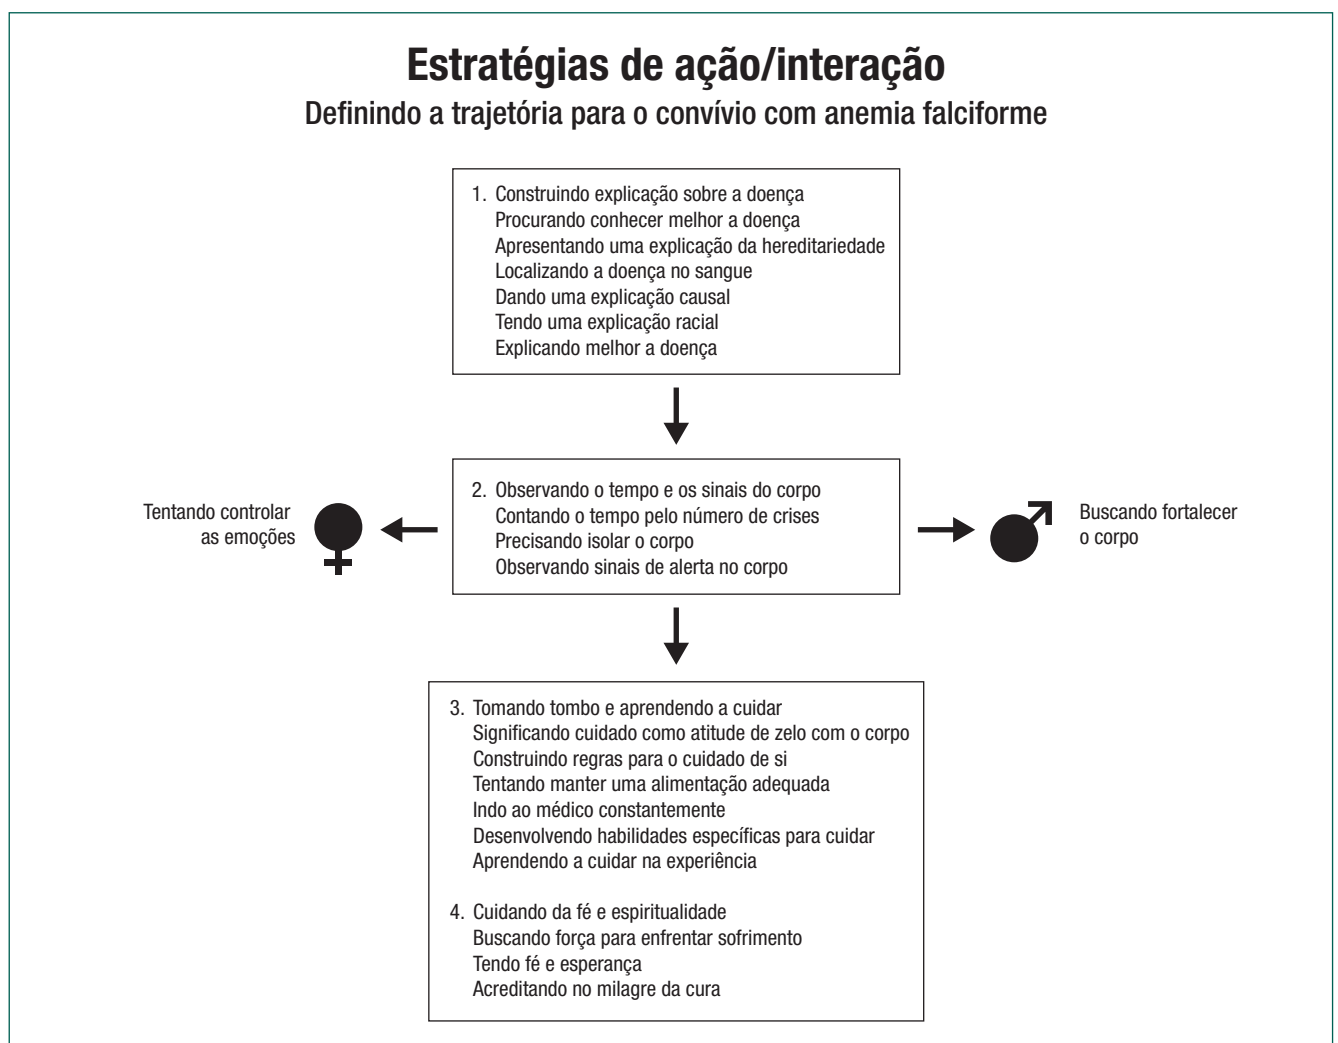 Estratégias de ação/interação
Definindo a trajetória para o convívio com anemia falciforme
1. Construindo explicação sobre a doença
Procurando conhecer melhor a doença
Apresentando uma explicação da hereditariedade
Localizando a doença no sangue
Dando uma explicação causal
Tendo uma explicação racial
Explicando melhor a doença
Tentando controlar
as emoções
2. Observando o tempo e os sinais do corpo
Contando o tempo pelo número de crises
Precisando isolar o corpo
Observando sinais de alerta no corpo
Buscando fortalecer
o corpo
3. Tomando tombo e aprendendo a cuidar
Significando cuidado como atitude de zelo com o corpo
Construindo regras para o cuidado de si
Tentando manter uma alimentação adequada
Indo ao médico constantemente
Desenvolvendo habilidades específicas para cuidar
Aprendendo a cuidar na experiência
4. Cuidando da fé e espiritualidade
Buscando força para enfrentar sofrimento
Tendo fé e esperança
Acreditando no milagre da cura